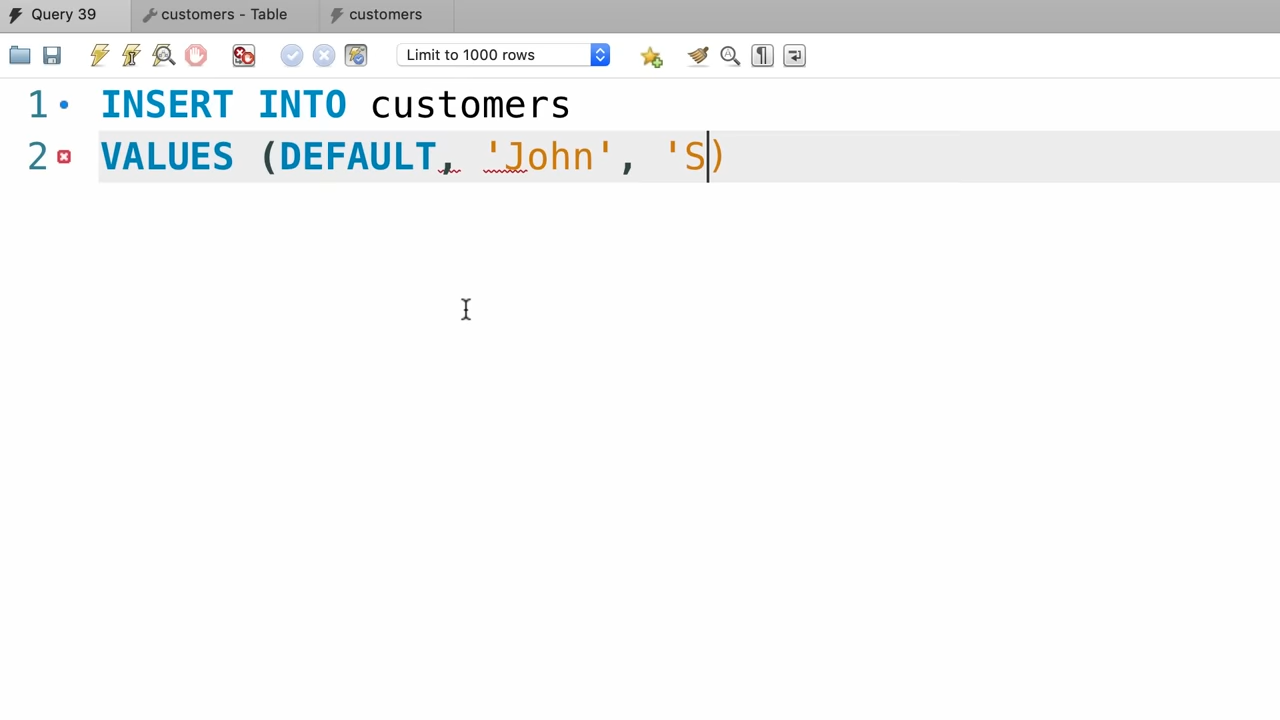 Query 39
customers - Table
customers
Limit to 1000 rows
1 INSERT INTO customers
2 VALUES (DEFAULT, 'John', 'S)